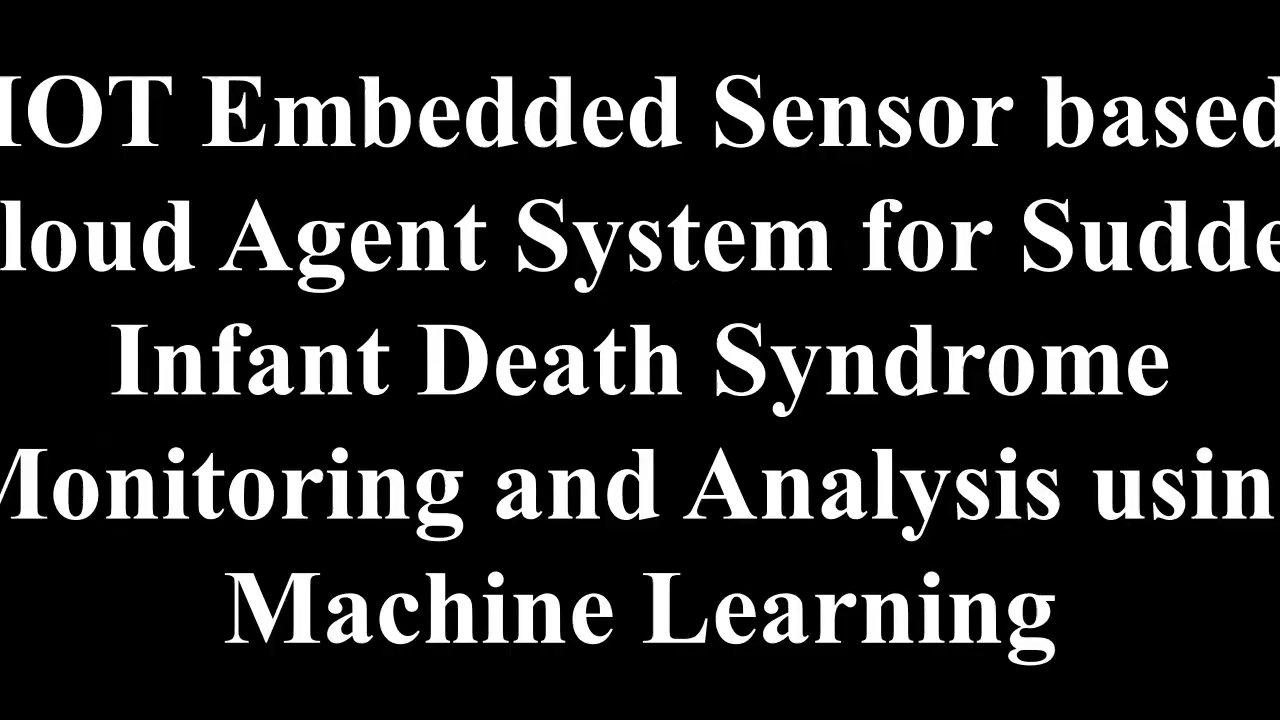 IOT Embedded Sensor based
loud Agent System for Sudde
Infant Death Syndrome
Monitoring and Analysis usin
Machine Learning